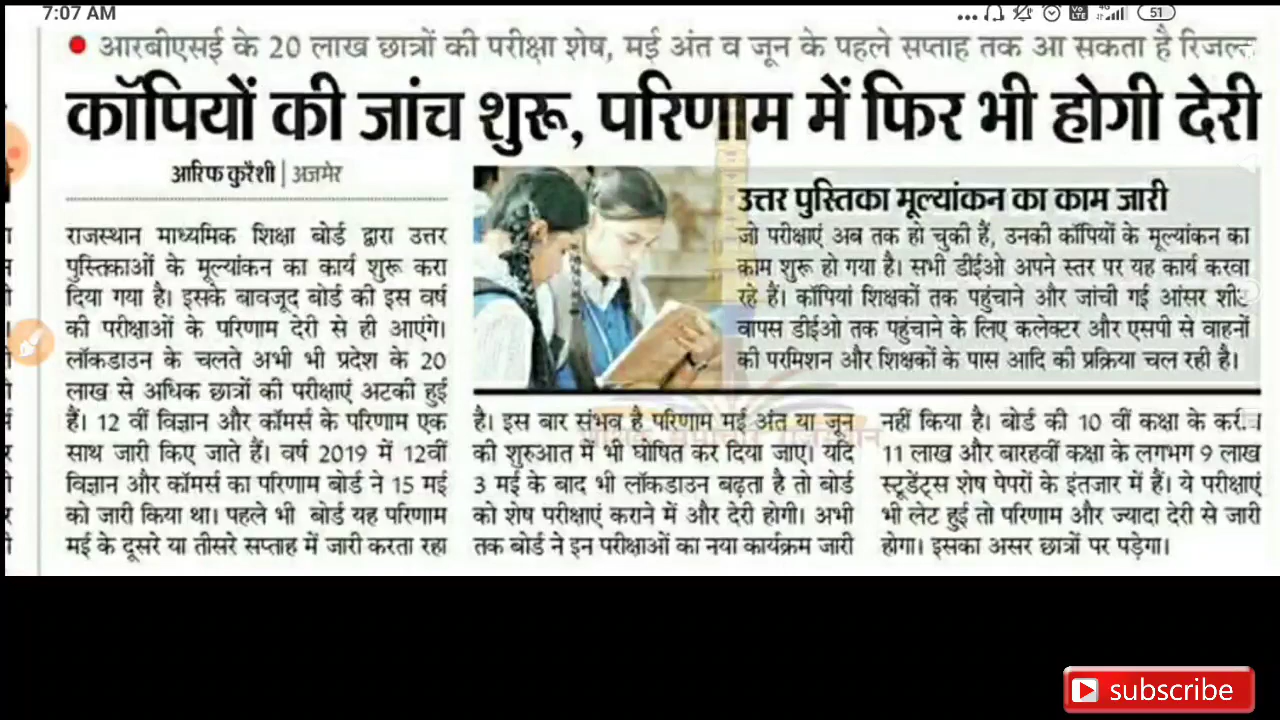 7:07 AM
4G
Vo LTE
51
आरबीएसई के 20 लाख छात्रों की परीक्षा शेष, मई अंत व जून के पहले सप्ताह तक आ सकता है रिजल्ट
कॉपियों की जांच शुरू, परिणाम में फिर भी होगी देरी
आरिफ कुरैशी | अजमेर
राजस्थान माध्यमिक शिक्षा बोर्ड द्वारा उत्तर
पुस्तिकाओं के मूल्यांकन का कार्य शुरू करा
दिया गया है। इसके बावजूद बोर्ड की इस वर्ष
की परीक्षाओं के परिणाम देरी से ही आएंगे।
लॉकडाउन के चलते अभी भी प्रदेश के 20
लाख से अधिक छात्रों की परीक्षाएं अटकी हुई
हैं। 12 वीं विज्ञान और कॉमर्स के परिणाम एक
साथ जारी किए जाते हैं। वर्ष 2019 में 12वीं
विज्ञान और कॉमर्स का परिणाम बोर्ड ने 15 मई
को जारी किया था। पहले भी बोर्ड यह परिणाम
मई के दूसरे या तीसरे सप्ताह में जारी करता रहा
उत्तर पुस्तिका मूल्यांकन का काम जारी
जो परीक्षाएं अब तक हो चुकी हैं, उनकी कॉपियों के मूल्यांकन का
काम शुरू हो गया है। सभी डीईओ अपने स्तर पर यह कार्य करवा
रहे हैं। कॉपियां शिक्षकों तक पहुंचाने और जांची गई आंसर शीट
वापस डीईओ तक पहुंचाने के लिए कलेक्टर और एसपी से वाहनों
की परमिशन और शिक्षकों के पास आदि की प्रक्रिया चल रही है।
है। इस बार संभव है परिणाम मई अंत या जून
की शुरुआत में भी घोषित कर दिया जाए। यदि
3 मई के बाद भी लॉकडाउन बढ़ता है तो बोर्ड
को शेष परीक्षाएं कराने में और देरी होगी। अभी
तक बोर्ड ने इन परीक्षाओं का नया कार्यक्रम जारी
नहीं किया है। बोर्ड की 10 वीं कक्षा के
11 लाख और बारहवीं कक्षा के लगभग 9 लाख
स्टूडेंट्स शेष पेपरों के इंतजार में हैं। ये परीक्षाएं
भी लेट हुई तो परिणाम और ज्यादा देरी से जारी
होगा। इसका असर छात्रों पर पड़ेगा।
subscribe